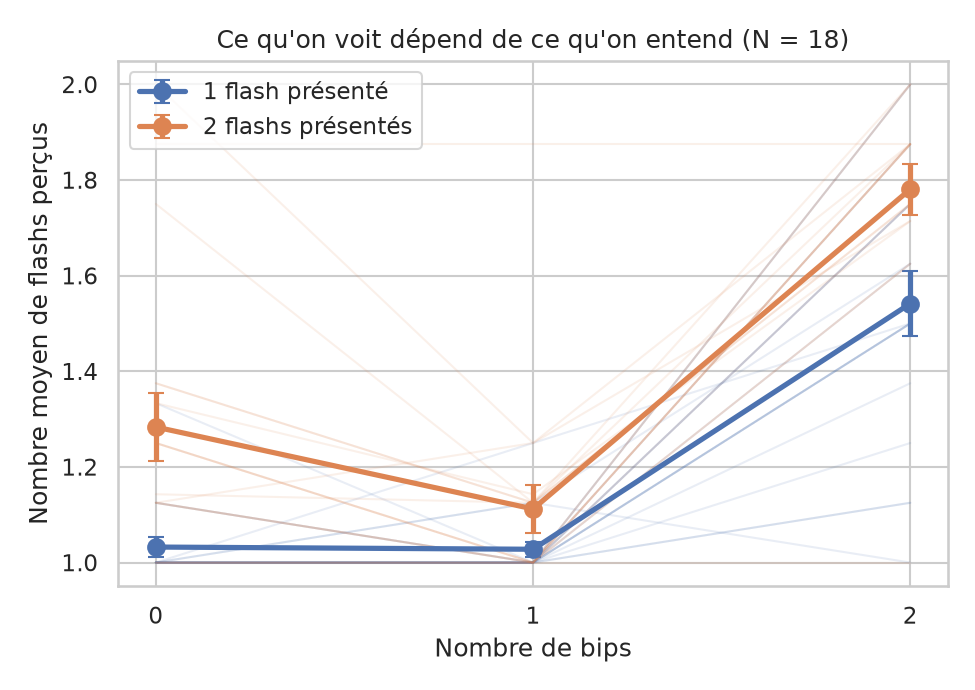 Ce qu'on voit dépend de ce qu'on entend (N = 18)
1 flash présenté
2 flashs présentés
Nombre moyen de flashs perçus
2.0
1.8
1.6
1.4
1.2
1.0
0
1
2
Nombre de bips